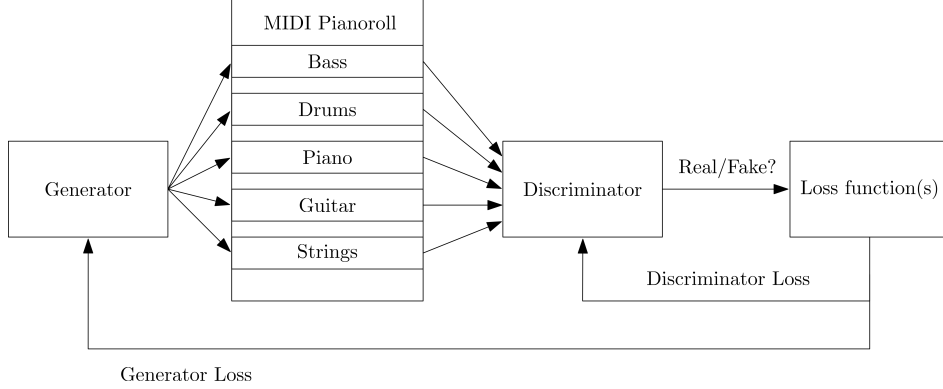 MIDI Pianoroll
Bass
Drums
Piano
Guitar
Strings
Generator
Discriminator
Real/Fake?
Loss function(s)
Discriminator Loss
Generator Loss